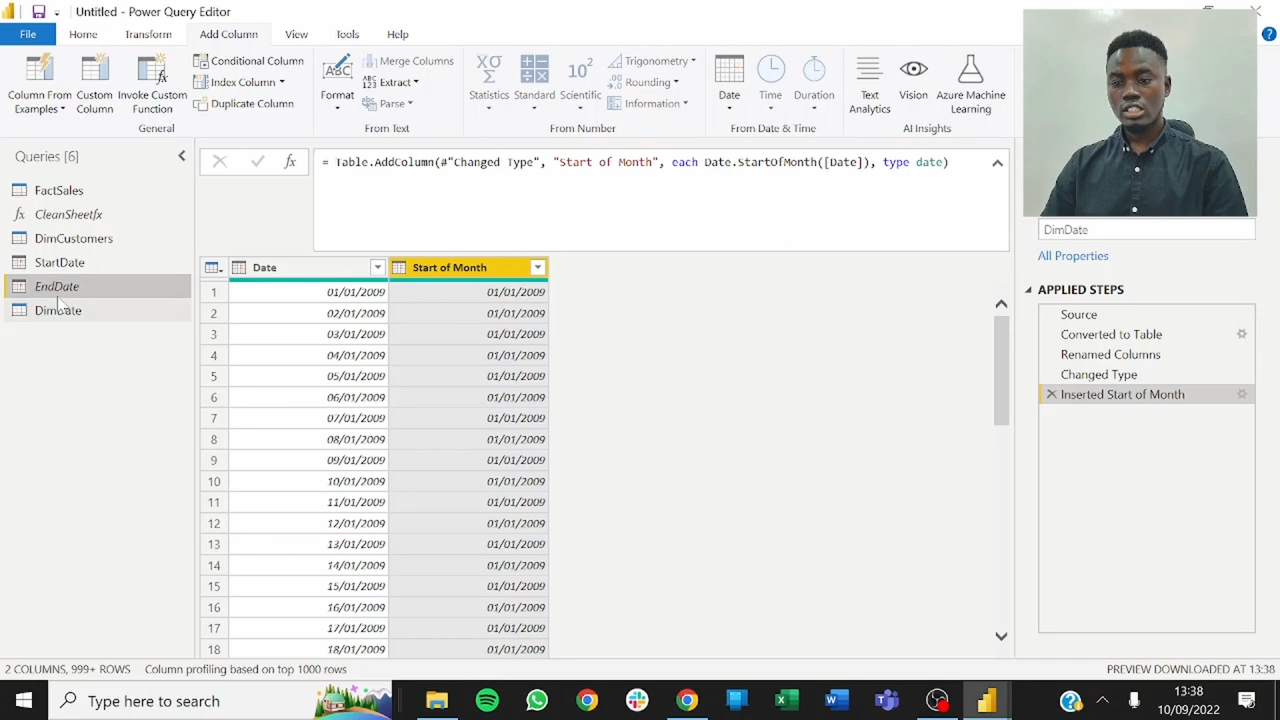 Untitled - Power Query Editor
File Home Transform Add Column View Tools Help
Column From Examples
Custom Column
Invoke Custom Function
Conditional Column
Index Column
Duplicate Column
General
ABC
Format
Merge Columns
ABC
123 Extract
abc Parse
From Text
XΣ
σ
Statistics
Standard
10²
Scientific
Trigonometry
.00 Rounding
Information
From Number
Date
Time
Duration
From Date & Time
Text Analytics
Vision
Azure Machine Learning
AI Insights
Queries [6]
FactSales
fx CleanSheetfx
DimCustomers
StartDate
EndDate
DimDate
fx
= Table.AddColumn(#"Changed Type", "Start of Month", each Date.StartOfMonth([Date]), type date)
Date Start of Month
1 01/01/2009 01/01/2009
2 02/01/2009 01/01/2009
3 03/01/2009 01/01/2009
4 04/01/2009 01/01/2009
5 05/01/2009 01/01/2009
6 06/01/2009 01/01/2009
7 07/01/2009 01/01/2009
8 08/01/2009 01/01/2009
9 09/01/2009 01/01/2009
10 10/01/2009 01/01/2009
11 11/01/2009 01/01/2009
12 12/01/2009 01/01/2009
13 13/01/2009 01/01/2009
14 14/01/2009 01/01/2009
15 15/01/2009 01/01/2009
16 16/01/2009 01/01/2009
17 17/01/2009 01/01/2009
18 18/01/2009 01/01/2009
DimDate
All Properties
APPLIED STEPS
Source
Converted to Table
Renamed Columns
Changed Type
Inserted Start of Month
2 COLUMNS, 999+ ROWS Column profiling based on top 1000 rows
PREVIEW DOWNLOADED AT 13:38
Type here to search
13:38
10/09/2022